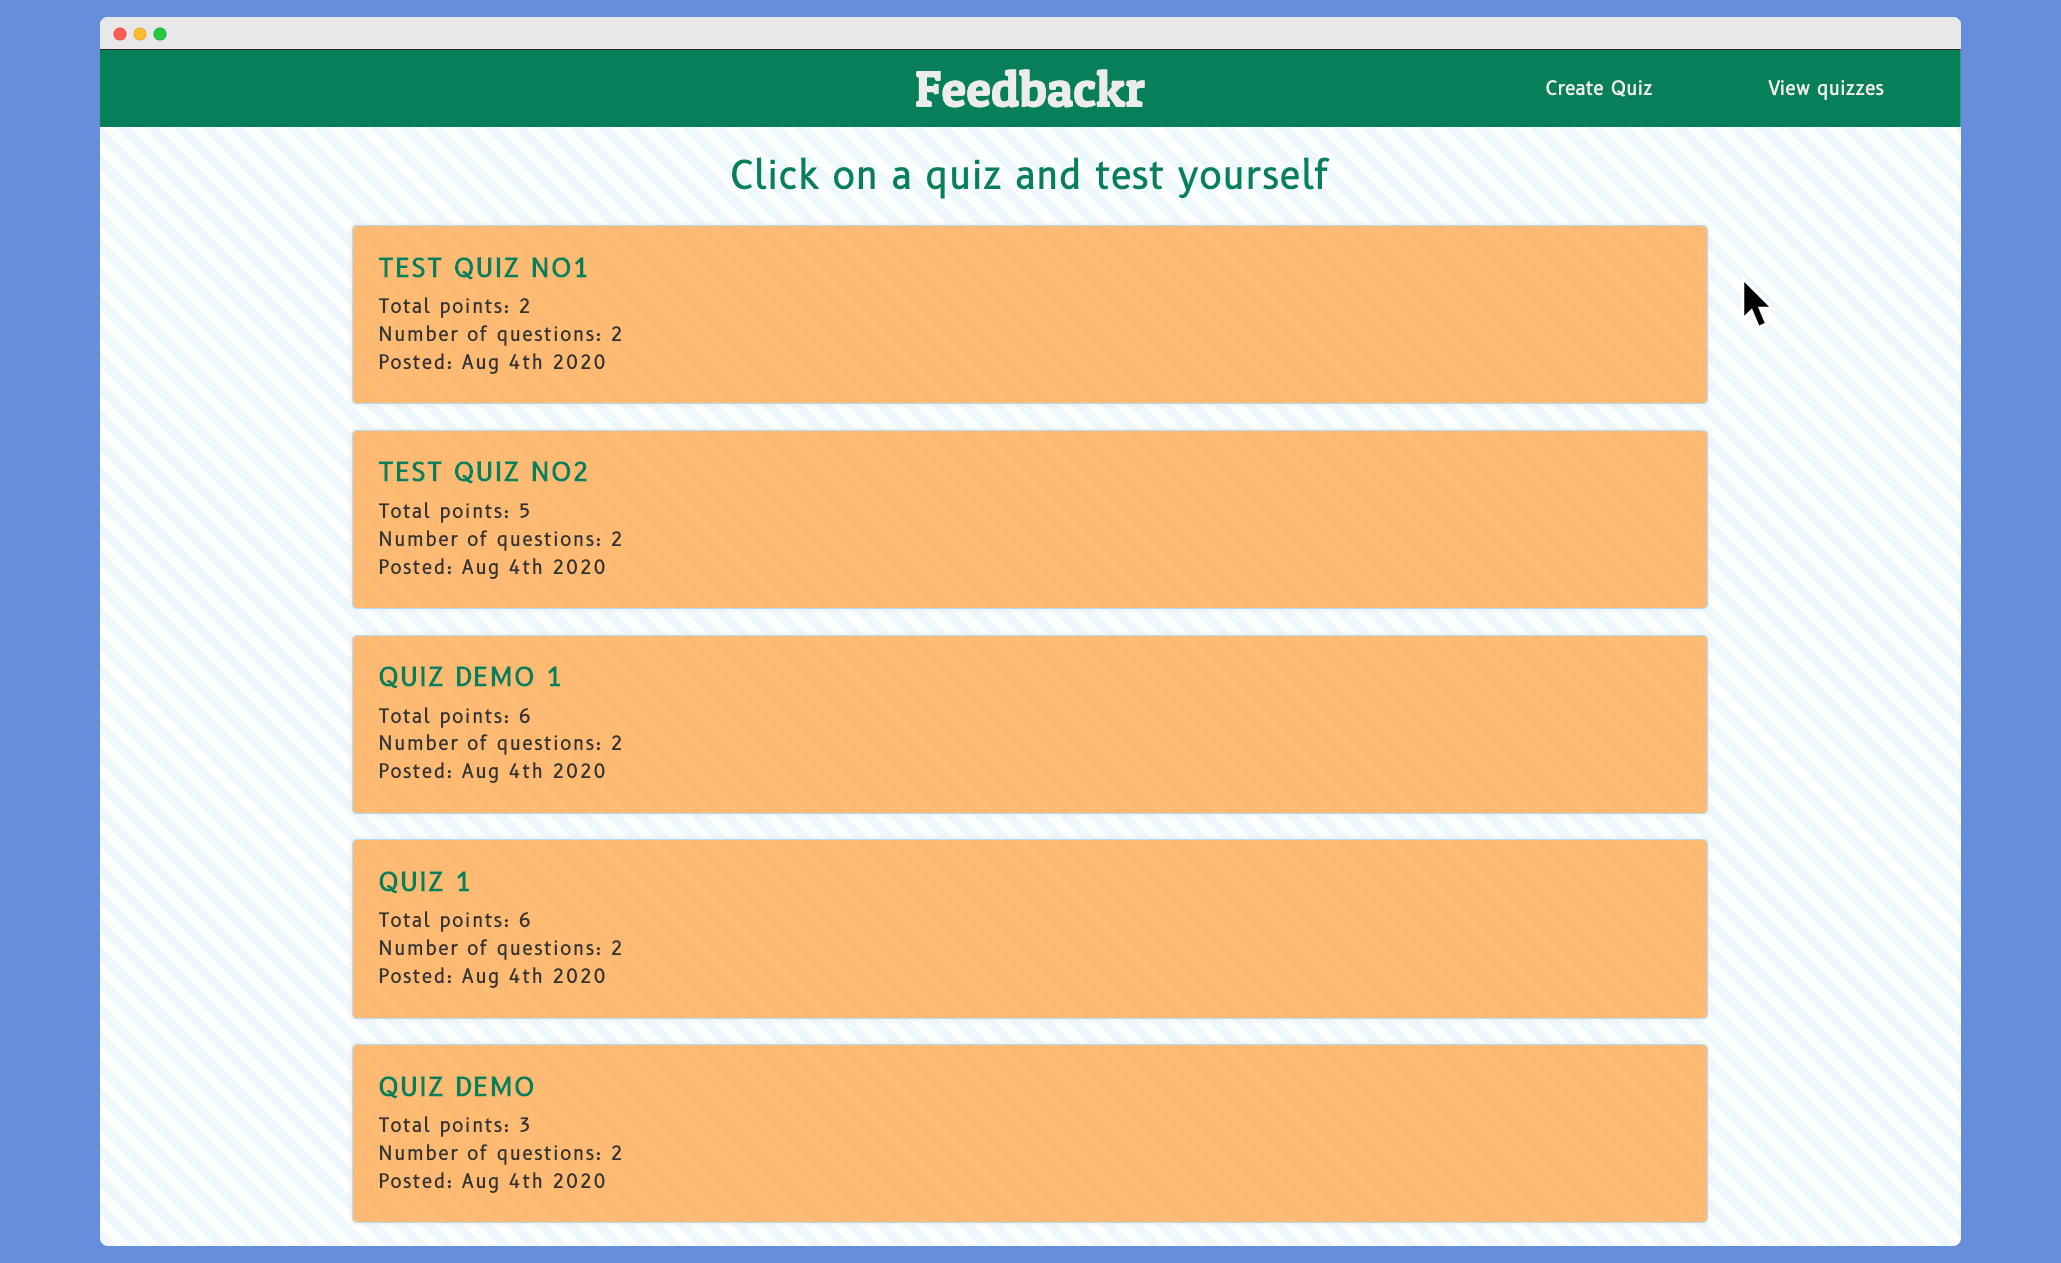 Feedbackr
Create Quiz
View quizzes
Click on a quiz and test yourself
TEST QUIZ NO1
Total points: 2
Number of questions: 2
Posted: Aug 4th 2020
TEST QUIZ NO2
Total points: 5
Number of questions: 2
Posted: Aug 4th 2020
QUIZ DEMO 1
Total points: 6
Number of questions: 2
Posted: Aug 4th 2020
QUIZ 1
Total points: 6
Number of questions: 2
Posted: Aug 4th 2020
QUIZ DEMO
Total points: 3
Number of questions: 2
Posted: Aug 4th 2020